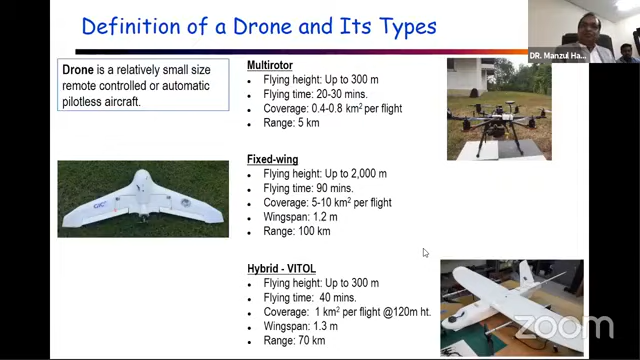 Definition of a Drone and Its Types
DR. Manzul Ha...
Drone is a relatively small size
remote controlled or automatic
pilotless aircraft.
Multirotor
Flying height: Up to 300 m
Flying time: 20-30 mins.
Coverage: 0.4-0.8 km² per flight
Range: 5 km
Fixed-wing
Flying height: Up to 2,000 m
Flying time: 90 mins.
Coverage: 5-10 km² per flight
Wingspan: 1.2 m
Range: 100 km
Hybrid - VITOL
Flying height: Up to 300 m
Flying time: 40 mins.
Coverage: 1 km² per flight @120m ht.
Wingspan: 1.3 m
Range: 70 km
zoom